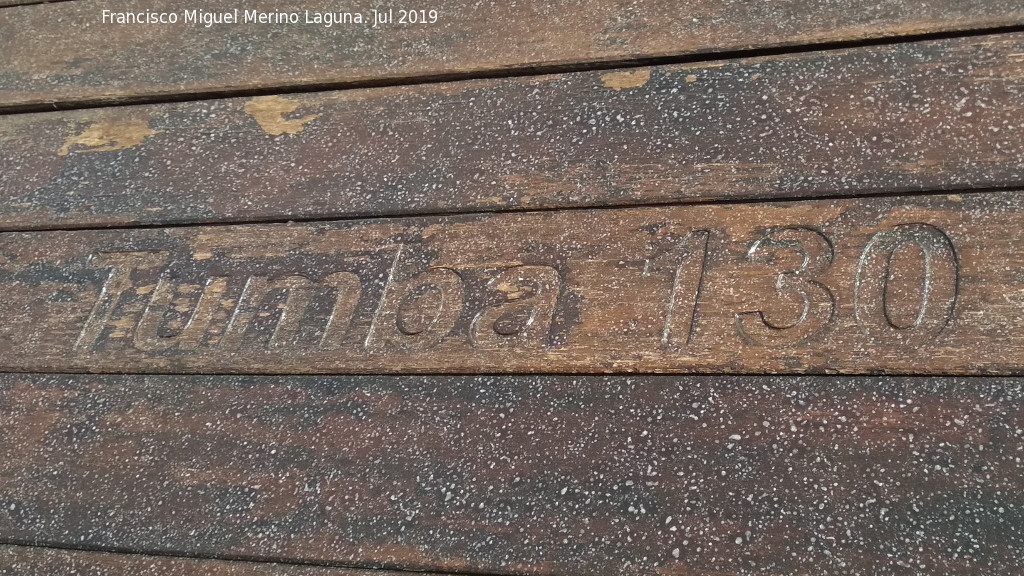 Francisco Miguel Merino Laguna. Jul 2019
Tumba 130